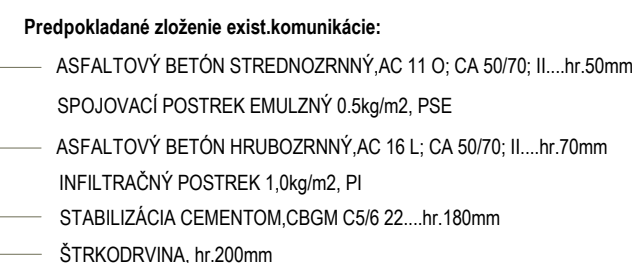 Predpokladané zloženie exist.komunikácie:
ASFALTOVÝ BETÓN STREDNOZRNNÝ,AC 11 O; CA 50/70; II....hr.50mm
SPOJOVACÍ POSTREK EMULZNÝ 0.5kg/m2, PSE
ASFALTOVÝ BETÓN HRUBOZRNNÝ,AC 16 L; CA 50/70; II....hr.70mm
INFILTRAČNÝ POSTREK 1,0kg/m2, PI
STABILIZÁCIA CEMENTOM,CBGM C5/6 22....hr.180mm
ŠTRKODRVINA, hr.200mm